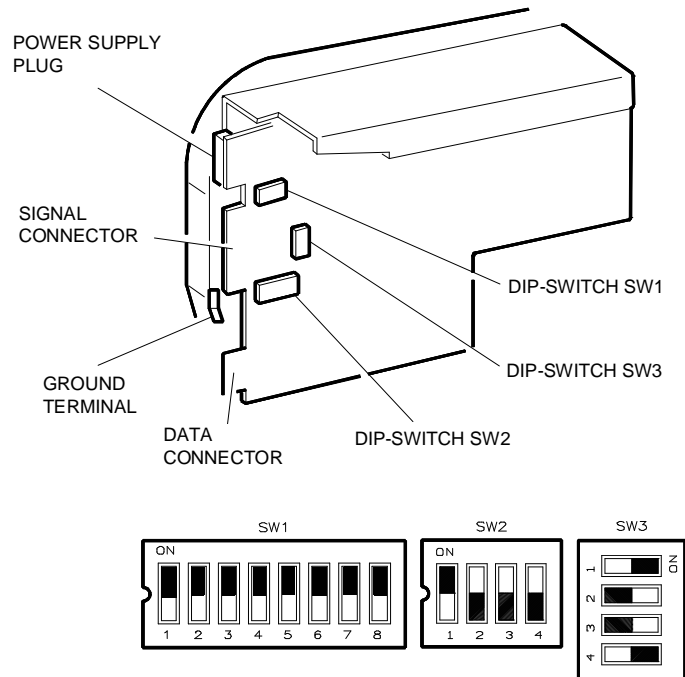 POWER SUPPLY
PLUG
SIGNAL
CONNECTOR
DIP-SWITCH SW1
DIP-SWITCH SW3
GROUND
TERMINAL
DATA
CONNECTOR
DIP-SWITCH SW2
SW1
SW2
SW3
ON
1 2 3 4 5 6 7 8
ON
1 2 3 4
ON
1
2
3
4